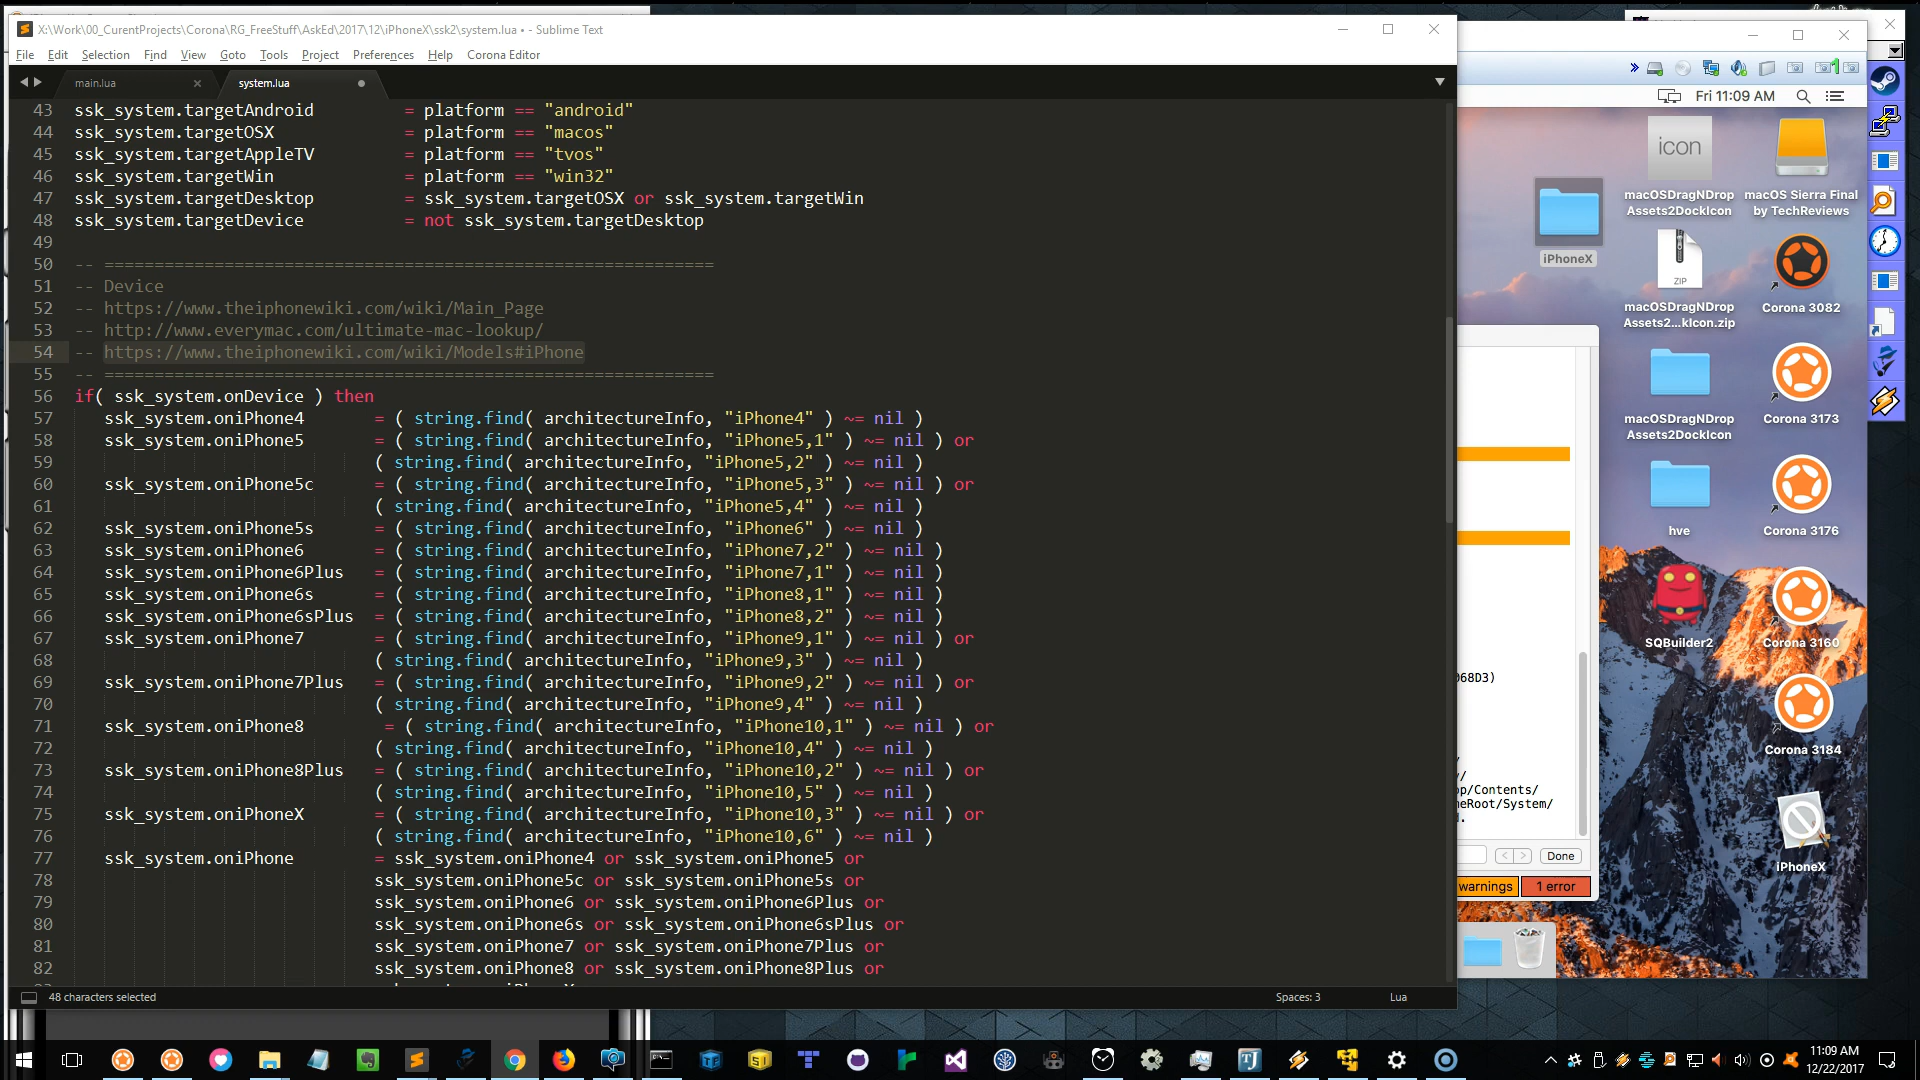 X:\Work\00_CurentProjects\Corona\RG_FreeStuff\AskEd\2017\12\iPhoneX\ssk2\system.lua • - Sublime Text
File Edit Selection Find View Goto Tools Project Preferences Help Corona Editor
main.lua
system.lua
43 ssk_system.targetAndroid = platform == "android"
44 ssk_system.targetOSX = platform == "macos"
45 ssk_system.targetAppleTV = platform == "tvos"
46 ssk_system.targetWin = platform == "win32"
47 ssk_system.targetDesktop = ssk_system.targetOSX or ssk_system.targetWin
48 ssk_system.targetDevice = not ssk_system.targetDesktop
49
50 -- =============================================================
51 -- Device
52 -- https://www.theiphonewiki.com/wiki/Main_Page
53 -- http://www.everymac.com/ultimate-mac-lookup/
54 -- https://www.theiphonewiki.com/wiki/Models#iPhone
55 -- =============================================================
56 if( ssk_system.onDevice ) then
57 ssk_system.oniPhone4 = ( string.find( architectureInfo, "iPhone4" ) ~= nil )
58 ssk_system.oniPhone5 = ( string.find( architectureInfo, "iPhone5,1" ) ~= nil ) or
59 ( string.find( architectureInfo, "iPhone5,2" ) ~= nil )
60 ssk_system.oniPhone5c = ( string.find( architectureInfo, "iPhone5,3" ) ~= nil ) or
61 ( string.find( architectureInfo, "iPhone5,4" ) ~= nil )
62 ssk_system.oniPhone5s = ( string.find( architectureInfo, "iPhone6" ) ~= nil )
63 ssk_system.oniPhone6 = ( string.find( architectureInfo, "iPhone7,2" ) ~= nil )
64 ssk_system.oniPhone6Plus = ( string.find( architectureInfo, "iPhone7,1" ) ~= nil )
65 ssk_system.oniPhone6s = ( string.find( architectureInfo, "iPhone8,1" ) ~= nil )
66 ssk_system.oniPhone6sPlus = ( string.find( architectureInfo, "iPhone8,2" ) ~= nil )
67 ssk_system.oniPhone7 = ( string.find( architectureInfo, "iPhone9,1" ) ~= nil ) or
68 ( string.find( architectureInfo, "iPhone9,3" ) ~= nil )
69 ssk_system.oniPhone7Plus = ( string.find( architectureInfo, "iPhone9,2" ) ~= nil ) or
70 ( string.find( architectureInfo, "iPhone9,4" ) ~= nil )
71 ssk_system.oniPhone8 = ( string.find( architectureInfo, "iPhone10,1" ) ~= nil ) or
72 ( string.find( architectureInfo, "iPhone10,4" ) ~= nil )
73 ssk_system.oniPhone8Plus = ( string.find( architectureInfo, "iPhone10,2" ) ~= nil ) or
74 ( string.find( architectureInfo, "iPhone10,5" ) ~= nil )
75 ssk_system.oniPhoneX = ( string.find( architectureInfo, "iPhone10,3" ) ~= nil ) or
76 ( string.find( architectureInfo, "iPhone10,6" ) ~= nil )
77 ssk_system.oniPhone = ssk_system.oniPhone4 or ssk_system.oniPhone5 or
78 ssk_system.oniPhone5c or ssk_system.oniPhone5s or
79 ssk_system.oniPhone6 or ssk_system.oniPhone6Plus or
80 ssk_system.oniPhone6s or ssk_system.oniPhone6sPlus or
81 ssk_system.oniPhone7 or ssk_system.oniPhone7Plus or
82 ssk_system.oniPhone8 or ssk_system.oniPhone8Plus or
48 characters selected
Spaces: 3
Lua
Fri 11:09 AM
icon
macOSDragNDrop
Assets2DockIcon
macOS Sierra Final
by TechReviews
iPhoneX
ZIP
macOSDragNDrop
Assets2...kIcon.zip
Corona 3082
macOSDragNDrop
Assets2DockIcon
Corona 3173
hve
Corona 3176
SQBuilder2
Corona 3160
Corona 3184
iPhoneX
068D3)
y/
op/Contents/
meRoot/System/
d.
Done
warnings
1 error
11:09 AM
12/22/2017